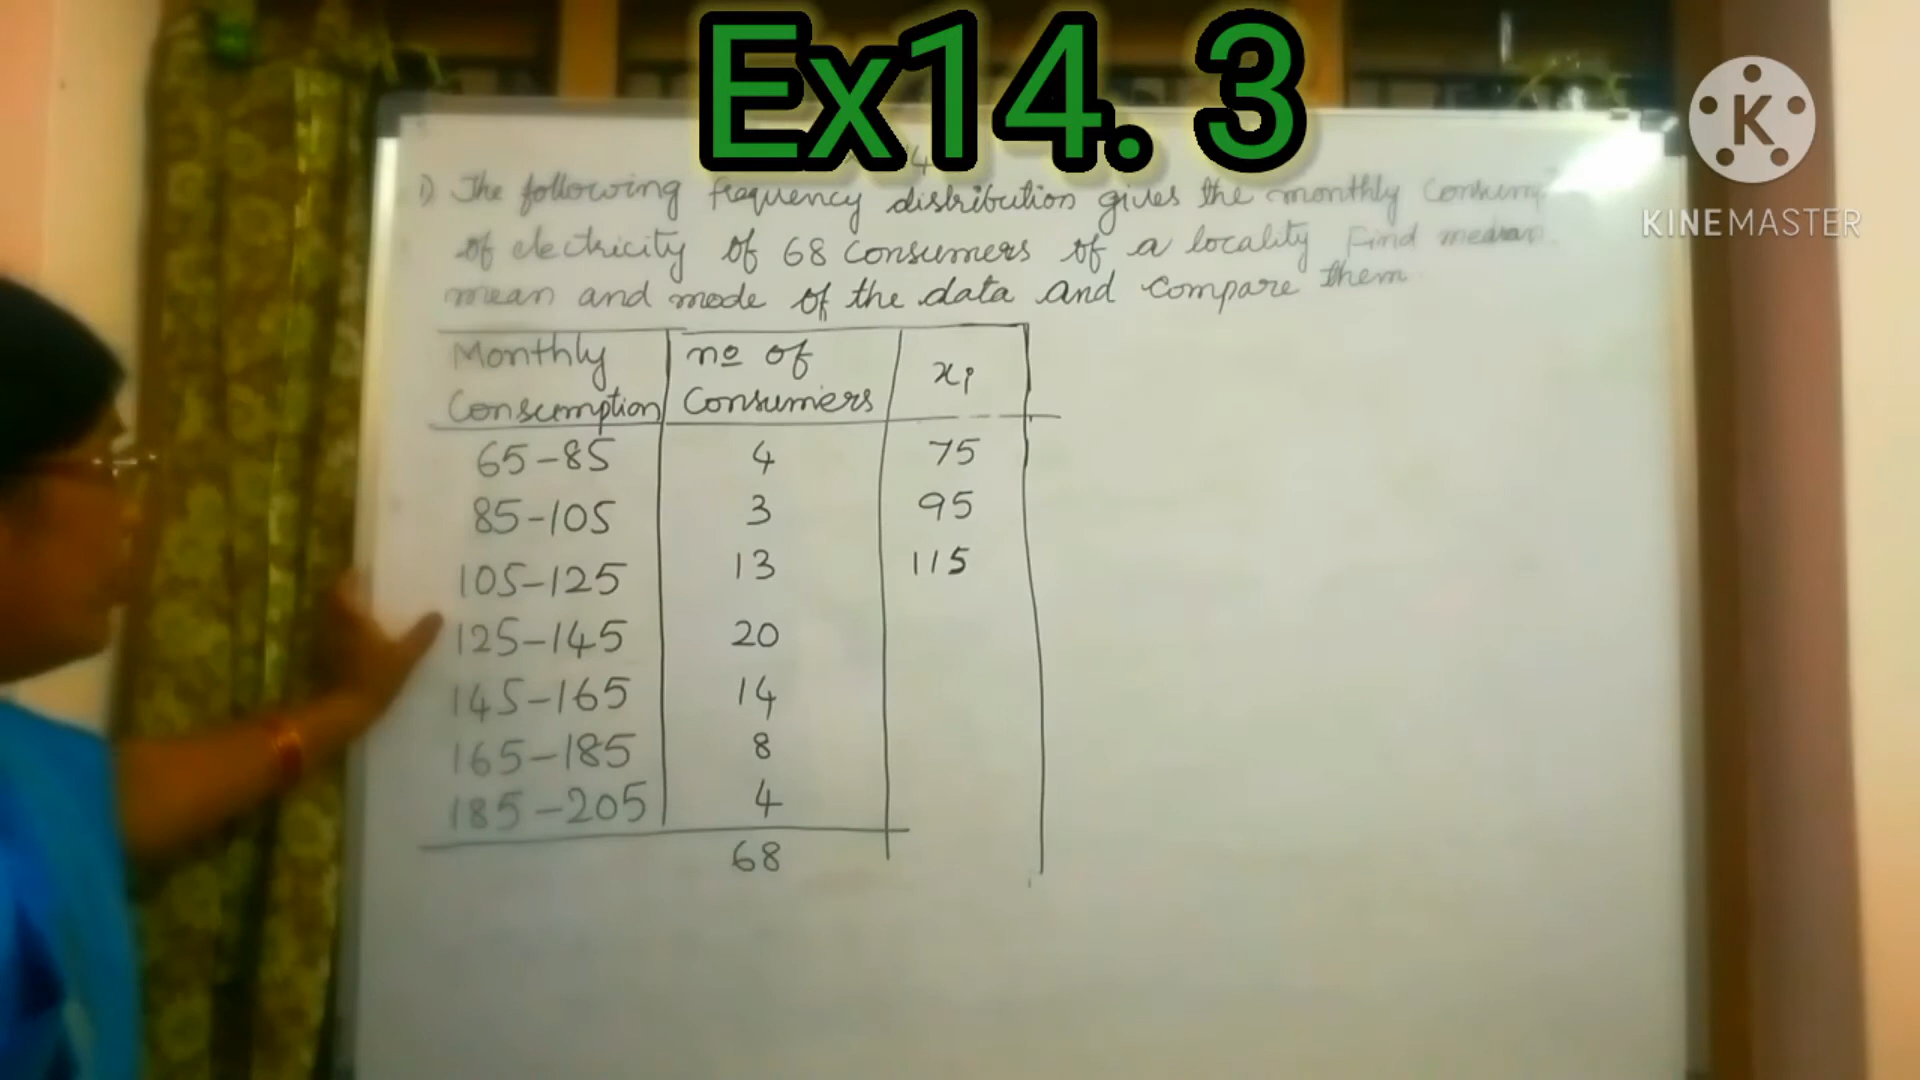 Ex14. 3
KINEMASTER
1) The following frequency distribution gives the monthly
of electricity of 68 consumers of a locality Find median
mean and mode of the data and compare them
Monthly Consumption | no of Consumers | xi
65-85 | 4 | 75
85-105 | 3 | 95
105-125 | 13 | 115
125-145 | 20
145-165 | 14
165-185 | 8
185-205 | 4
68